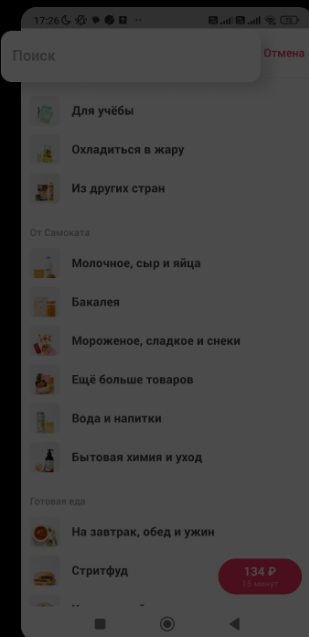 17:26
Поиск
Отмена
Для учёбы
Охладиться в жару
Из других стран
От Самоката
Молочное, сыр и яйца
Бакалея
Мороженое, сладкое и снеки
Ещё больше товаров
Вода и напитки
Бытовая химия и уход
Готовая еда
На завтрак, обед и ужин
Стритфуд
134 ₽
15 минут